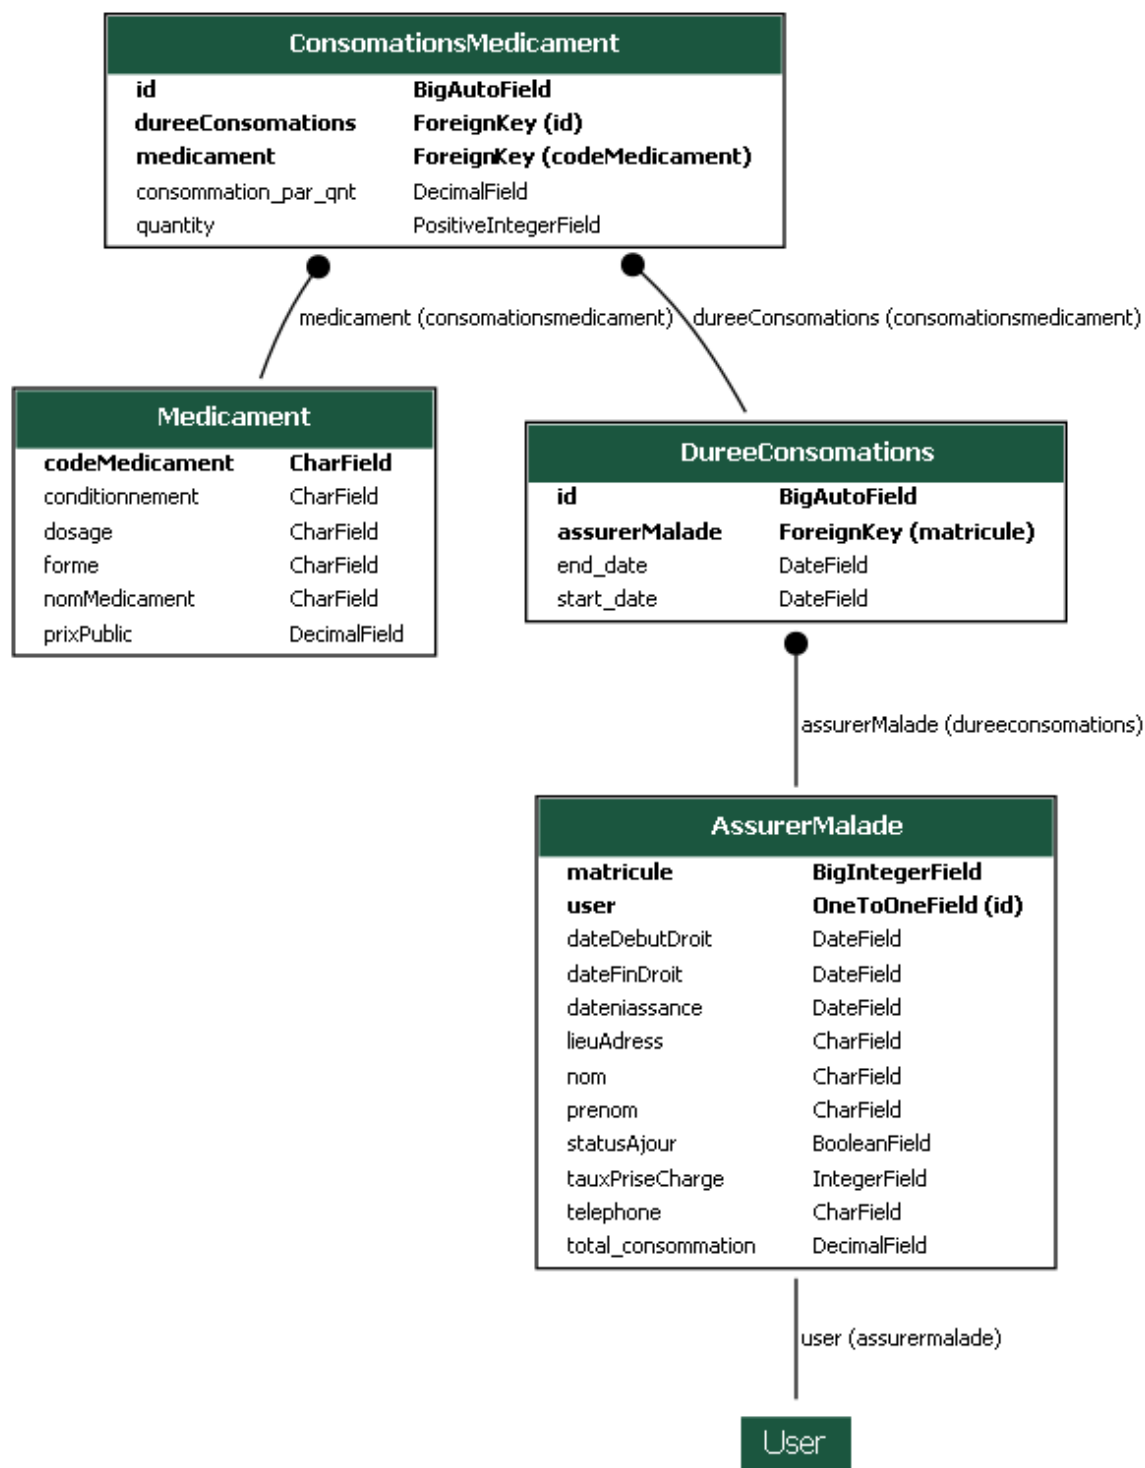 ConsomationsMedicament
id BigAutoField
dureeConsomations ForeignKey (id)
medicament ForeignKey (codeMedicament)
consommation_par_qnt DecimalField
quantity PositiveIntegerField
medicament (consomationsmedicament) dureeConsomations (consomationsmedicament)
Medicament
codeMedicament CharField
conditionnement CharField
dosage CharField
forme CharField
nomMedicament CharField
prixPublic DecimalField
DureeConsomations
id BigAutoField
assurerMalade ForeignKey (matricule)
end_date DateField
start_date DateField
assurerMalade (dureeconsomations)
AssurerMalade
matricule BigIntegerField
user OneToOneField (id)
dateDebutDroit DateField
dateFinDroit DateField
dateniassance DateField
lieuAdress CharField
nom CharField
prenom CharField
statusAjour BooleanField
tauxPriseCharge IntegerField
telephone CharField
total_consommation DecimalField
user (assurermalade)
User